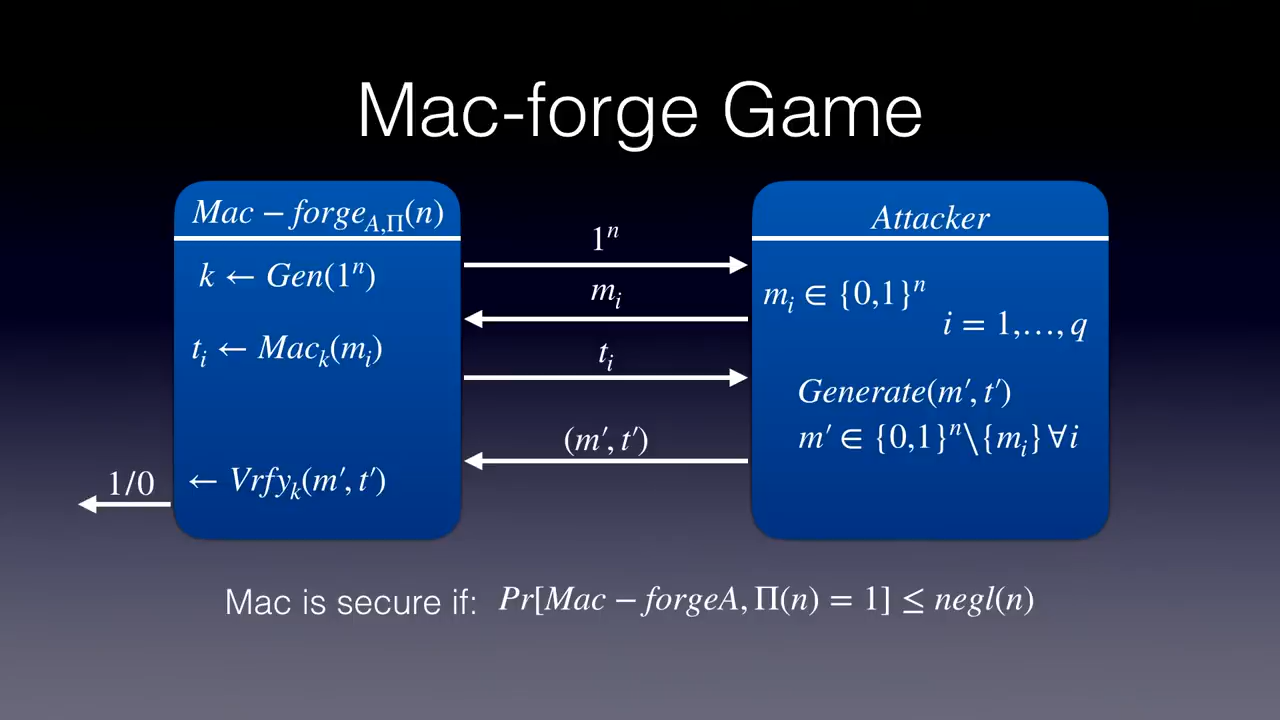 Mac-forge Game
Mac − forge_{A,Π}(n)
k ← Gen(1^n)
t_i ← Mac_k(m_i)
1/0
← Vrfy_k(m′, t′)
1^n
m_i
t_i
(m′, t′)
Attacker
m_i ∈ {0,1}^n
i = 1,…, q
Generate(m′, t′)
m′ ∈ {0,1}^n\{m_i} ∀i
Mac is secure if: Pr[Mac − forgeA, Π(n) = 1] ≤ negl(n)